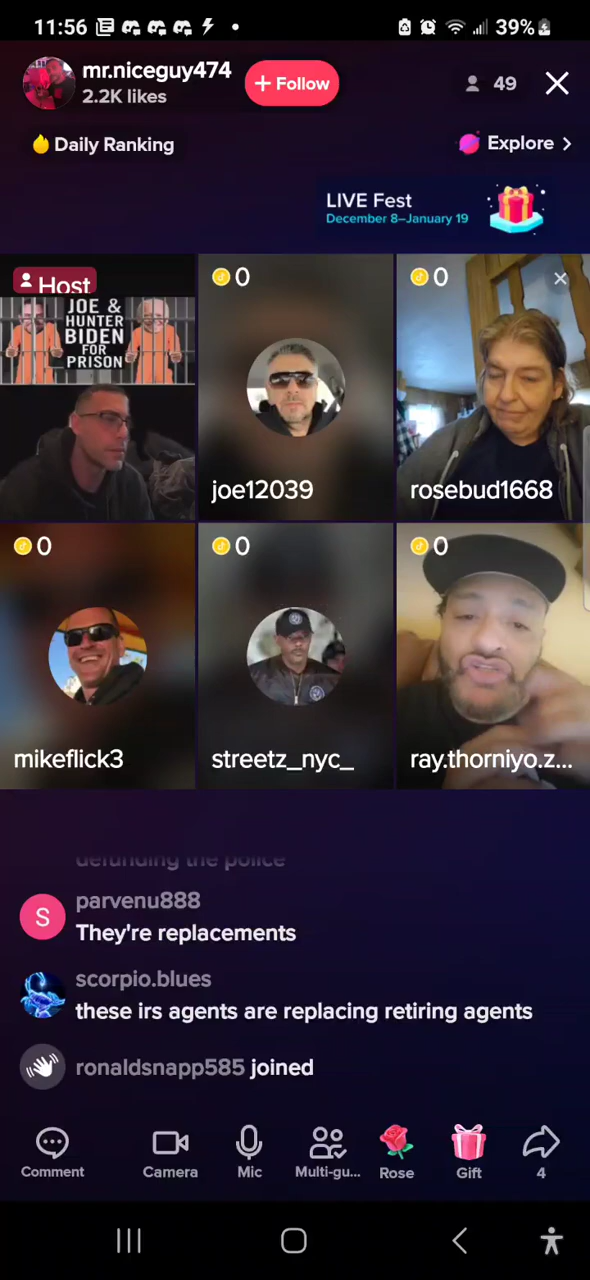 11:56
39%
mr.niceguy474
2.2K likes
+ Follow
49
Daily Ranking
Explore >
LIVE Fest
December 8–January 19
Host
JOE &
HUNTER
BIDEN
FOR
PRISON
0
joe12039
0
rosebud1668
0
mikeflick3
0
streetz_nyc_
0
ray.thorniyo.z...
defunding the police
S
parvenu888
They're replacements
scorpio.blues
these irs agents are replacing retiring agents
ronaldsnapp585 joined
Comment
Camera
Mic
Multi-gu...
Rose
Gift
4